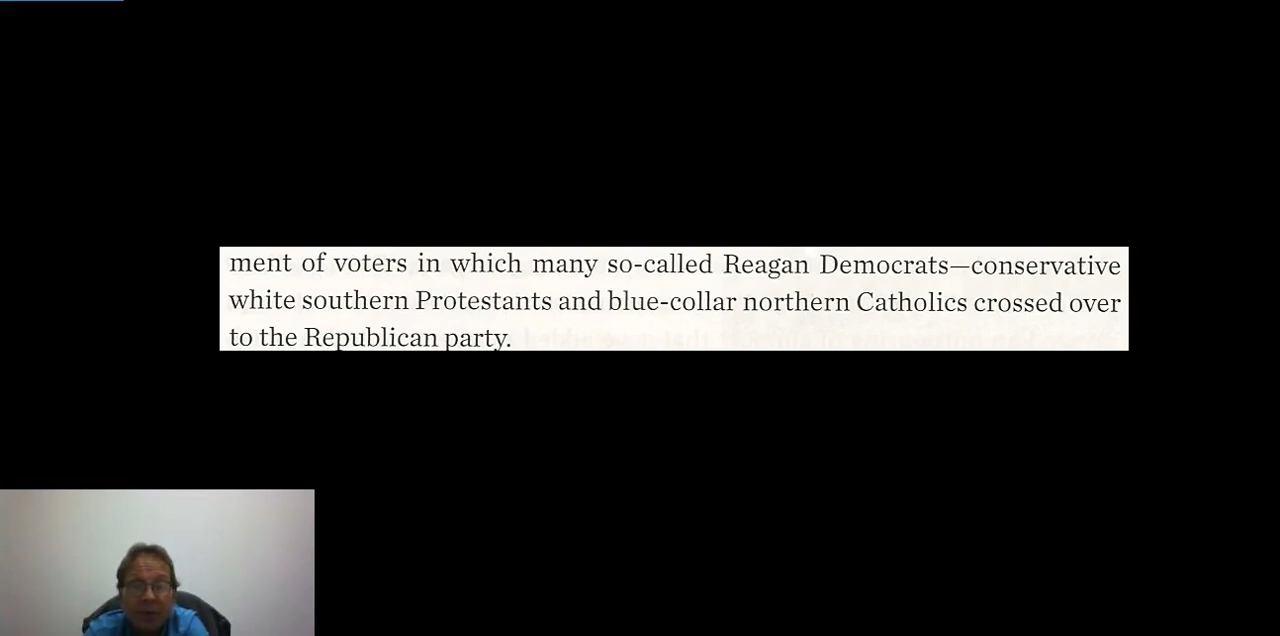 ment of voters in which many so-called Reagan Democrats—conservative
white southern Protestants and blue-collar northern Catholics crossed over
to the Republican party.